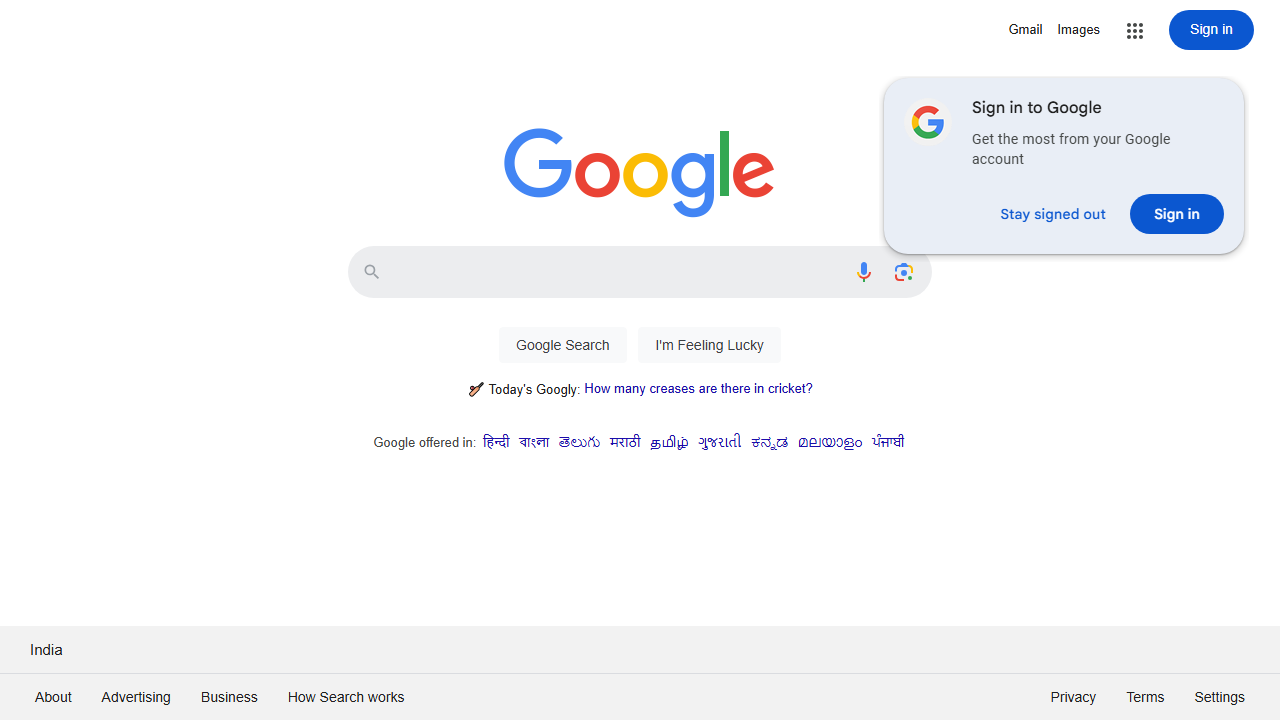 Gmail Images Sign in
Sign in to Google
Get the most from your Google
account
Stay signed out Sign in
Google
Google Search I'm Feeling Lucky
Today's Googly: How many creases are there in cricket?
Google offered in: हिन्दी বাংলা తెలుగు मराठी தமிழ் ગુજરાતી ಕನ್ನಡ മലയാളം ਪੰਜਾਬੀ
India
About Advertising Business How Search works Privacy Terms Settings